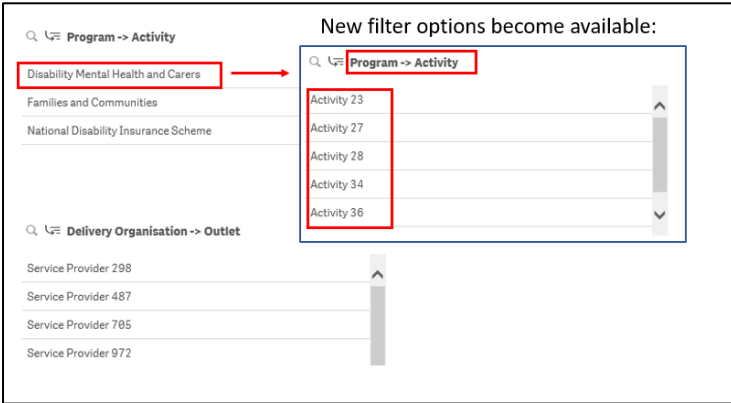 Program -> Activity
Disability Mental Health and Carers
Families and Communities
National Disability Insurance Scheme
New filter options become available:
Program -> Activity
Activity 23
Activity 27
Activity 28
Activity 34
Activity 36
Delivery Organisation -> Outlet
Service Provider 298
Service Provider 487
Service Provider 705
Service Provider 972